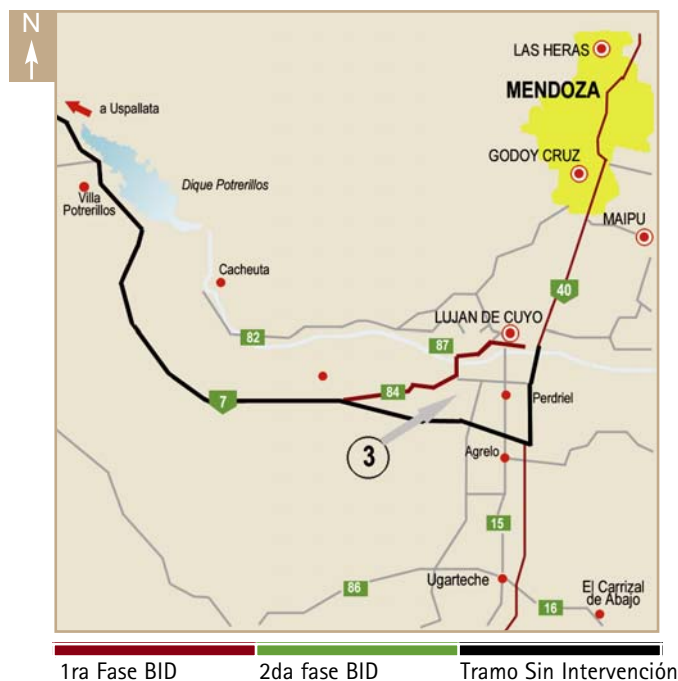 N
LAS HERAS
MENDOZA
a Uspallata
GODOY CRUZ
Dique Potrerillos
Villa
Potrerillos
MAIPU
Cacheuta
40
LUJAN DE CUYO
82
87
84
7
Perdriel
3
Agrelo
15
Ugarteche
86
El Carrizal
de Abajo
16
1ra Fase BID
2da fase BID
Tramo Sin Intervención